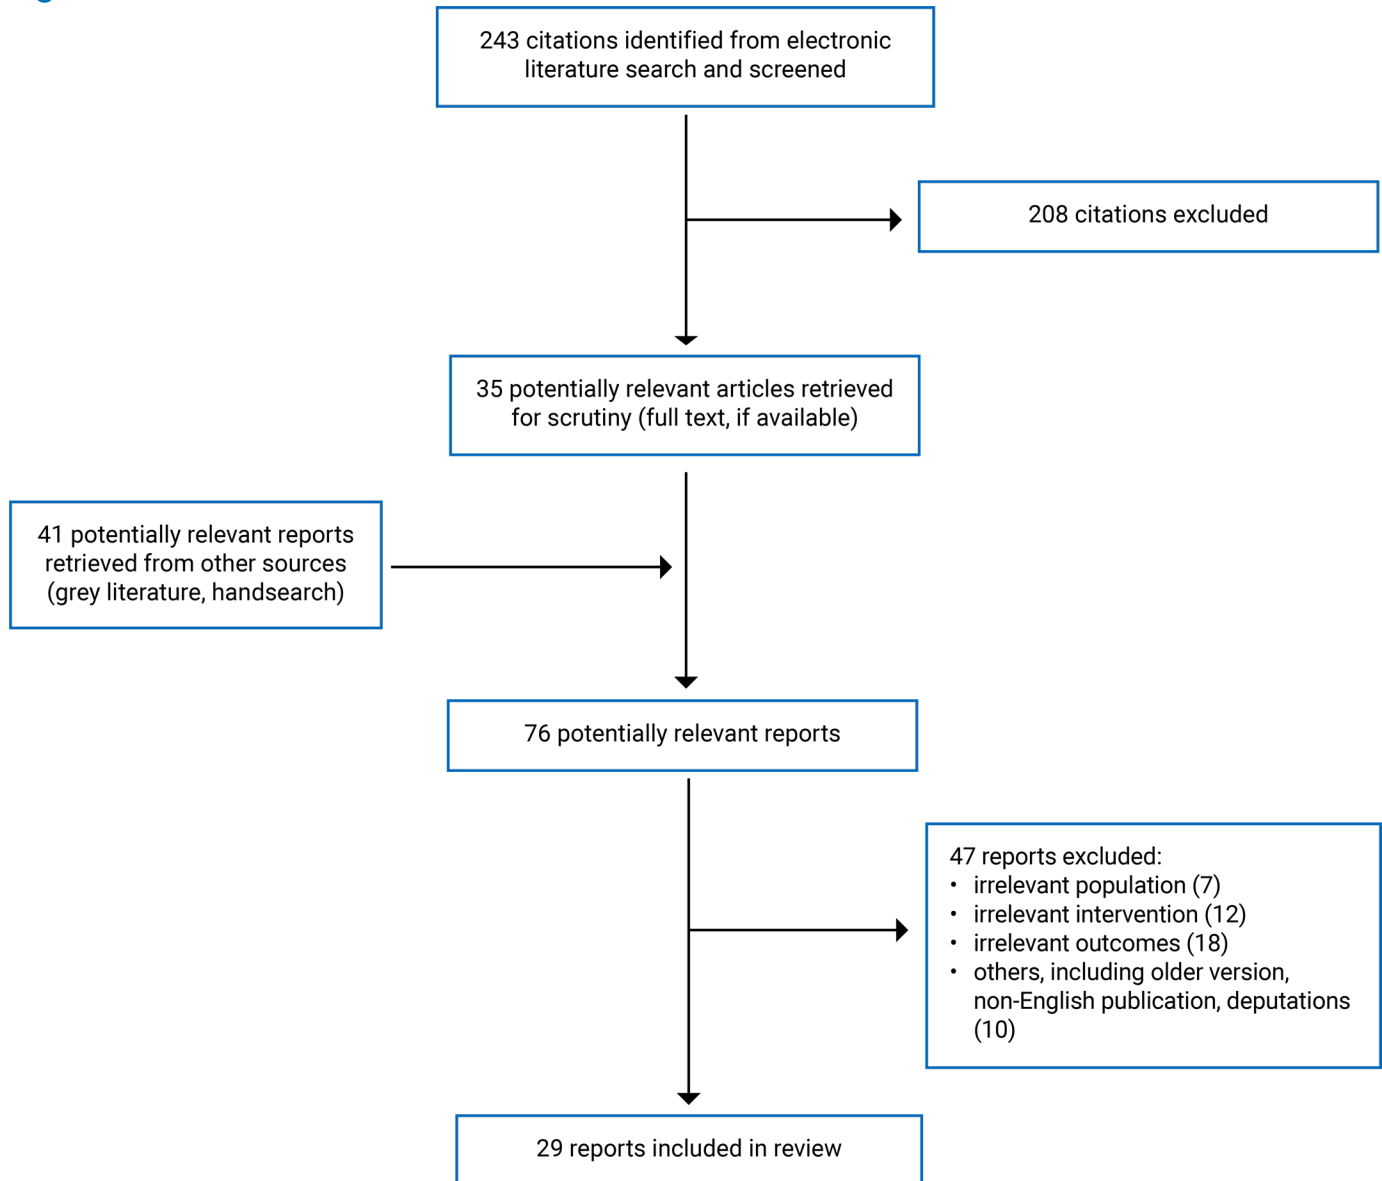 243 citations identified from electronic
literature search and screened
208 citations excluded
35 potentially relevant articles retrieved
for scrutiny (full text, if available)
41 potentially relevant reports
retrieved from other sources
(grey literature, handsearch)
76 potentially relevant reports
47 reports excluded:
• irrelevant population (7)
• irrelevant intervention (12)
• irrelevant outcomes (18)
• others, including older version,
non-English publication, deputations
(10)
29 reports included in review